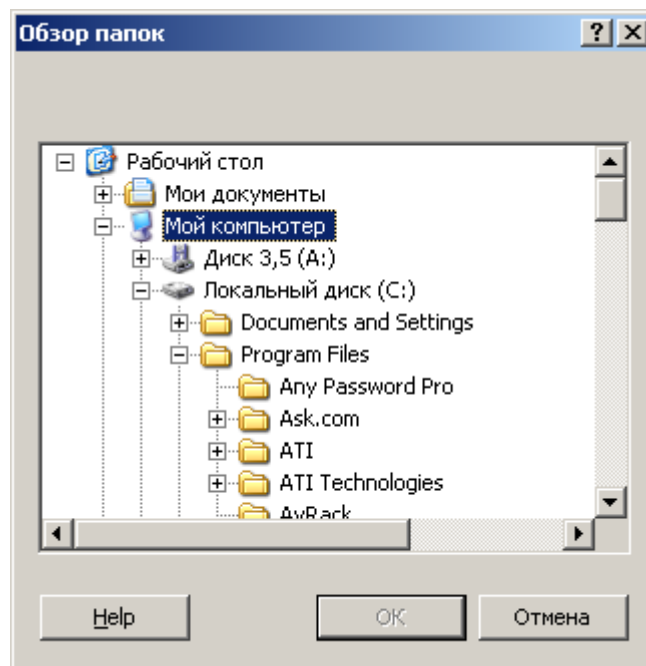 Обзор папок
Рабочий стол
Мои документы
Мой компьютер
Диск 3,5 (A:)
Локальный диск (C:)
Documents and Settings
Program Files
Any Password Pro
Ask.com
ATI
ATI Technologies
AvRack
Help OK Отмена